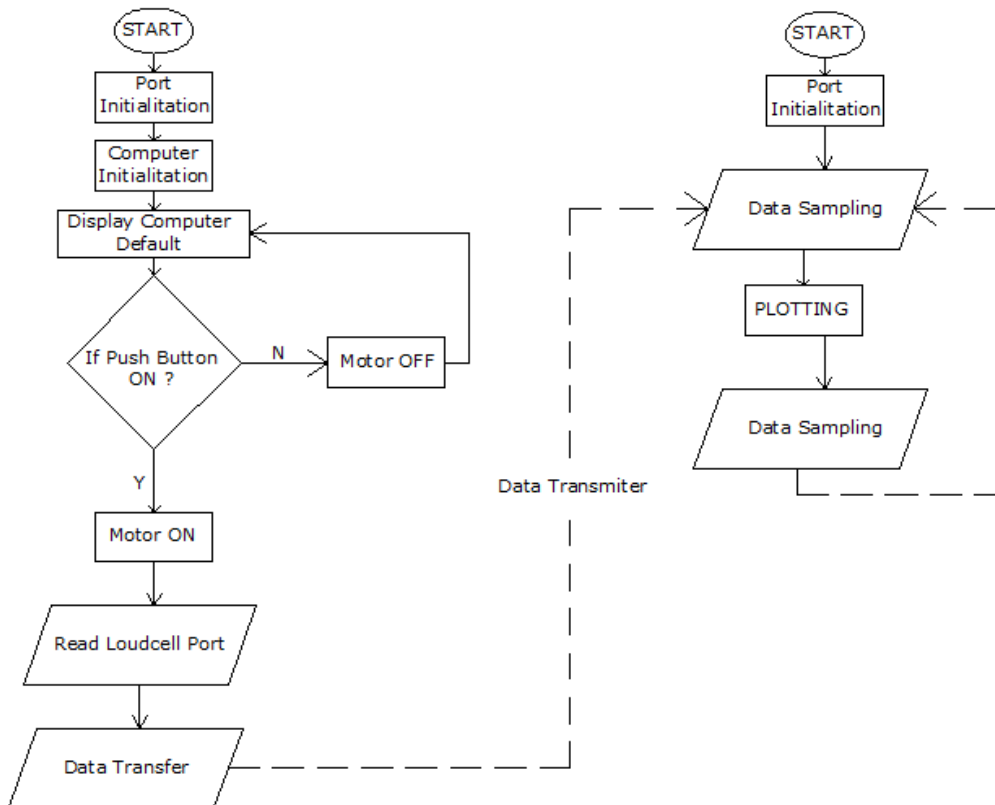 START
Port
Initialitation
Computer
Initialitation
Display Computer
Default
If Push Button
ON ?
N
Motor OFF
Y
Motor ON
Read Loudcell Port
Data Transfer
Data Transmiter
START
Port
Initialitation
Data Sampling
PLOTTING
Data Sampling